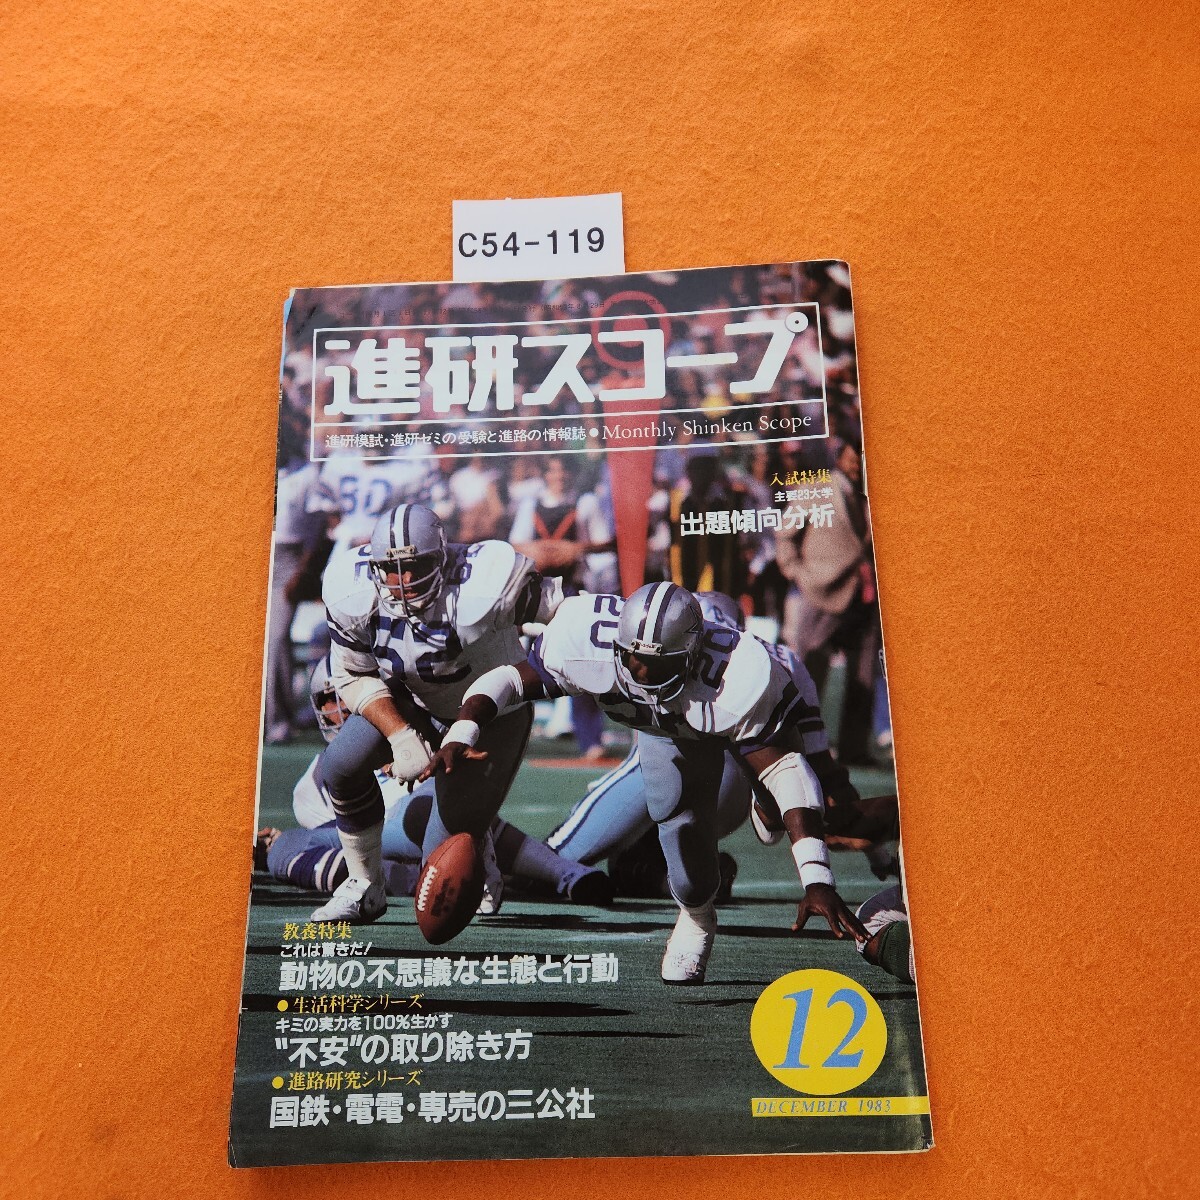 C54-119
進研スコープ
進研模試・進研ゼミの受験と進路の情報誌●Monthly Shinken Scope
入試特集
主要23大学
出題傾向分析
80
62
62
20
20
教養特集
これは驚きだ!
動物の不思議な生態と行動
●生活科学シリーズ
キミの実力を100%生かす
"不安"の取り除き方
●進路研究シリーズ
国鉄・電電・専売の三公社
12
DECEMBER 1983